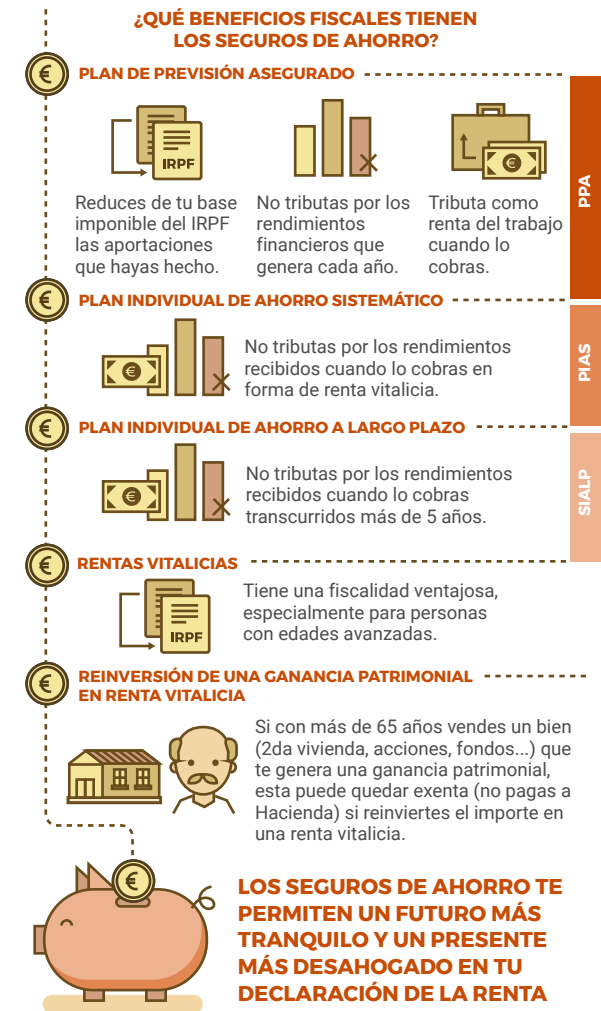 ¿QUÉ BENEFICIOS FISCALES TIENEN
LOS SEGUROS DE AHORRO?
PLAN DE PREVISIÓN ASEGURADO
IRPF
Reduces de tu base
imponible del IRPF
las aportaciones
que hayas hecho.
No tributas por los
rendimientos
financieros que
genera cada año.
€
Tributa como
renta del trabajo
cuando lo
cobras.
PPA
€
PLAN INDIVIDUAL DE AHORRO SISTEMÁTICO
€
No tributas por los rendimientos
recibidos cuando lo cobras en
forma de renta vitalicia.
PIAS
€
PLAN INDIVIDUAL DE AHORRO A LARGO PLAZO
€
No tributas por los rendimientos
recibidos cuando lo cobras
transcurridos más de 5 años.
SIALP
€
RENTAS VITALICIAS
IRPF
Tiene una fiscalidad ventajosa,
especialmente para personas
con edades avanzadas.
€
REINVERSIÓN DE UNA GANANCIA PATRIMONIAL
EN RENTA VITALICIA
Si con más de 65 años vendes un bien
(2da vivienda, acciones, fondos...) que
te genera una ganancia patrimonial,
esta puede quedar exenta (no pagas a
Hacienda) si reinviertes el importe en
una renta vitalicia.
€
LOS SEGUROS DE AHORRO TE
PERMITEN UN FUTURO MÁS
TRANQUILO Y UN PRESENTE
MÁS DESAHOGADO EN TU
DECLARACIÓN DE LA RENTA